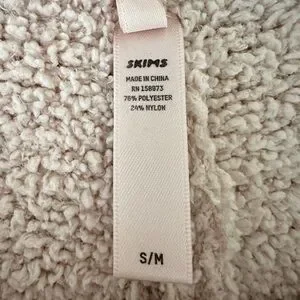 SKIMS
MADE IN CHINA
RN 158973
76% POLYESTER
24% NYLON
S/M